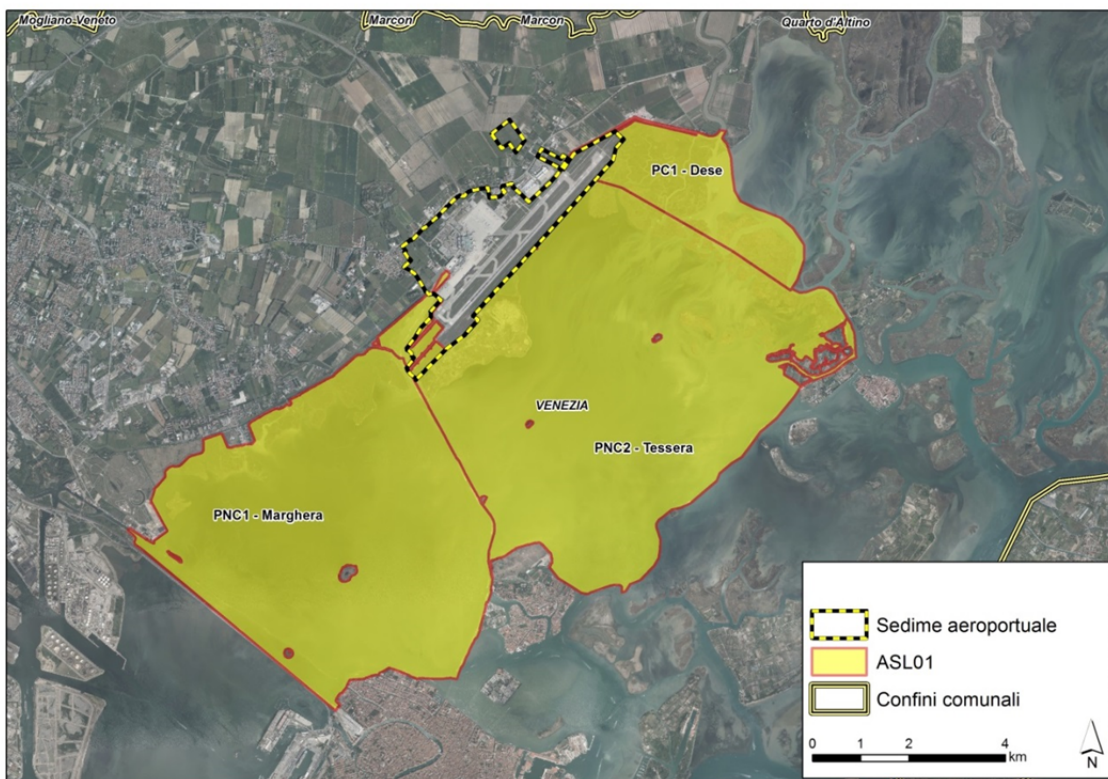 Mogliano-Veneto
Marcon
Marcon
Quarto d'Altino
PC1 - Dese
VENEZIA
PNC2 - Tessera
PNC1 - Marghera
Sedime aeroportuale
ASL01
Confini comunali
0 1 2 4
km
N